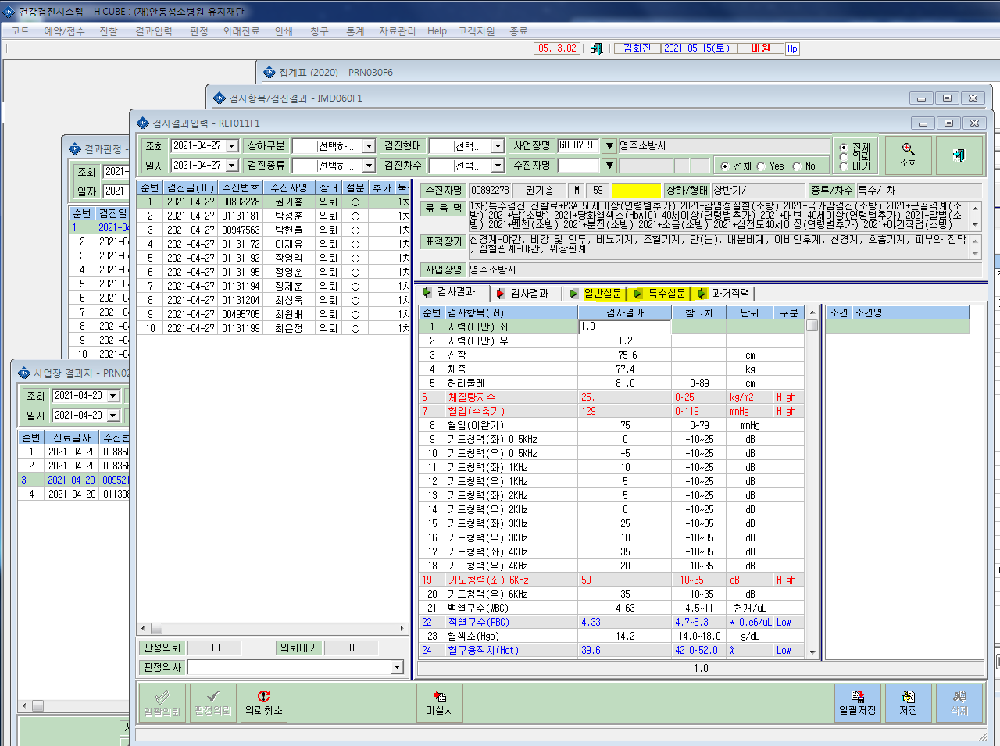 건강검진시스템 - H·CUBE : (재)안동성소병원 유지재단
코드 예약/접수 진찰 결과입력 판정 외래진료 인쇄 청구 통계 자료관리 Help 고객지원 종료
05.13.02 김화진 2021-05-15(토) 내원 Up
집계표 (2020) - PRN030F6
검사항목/검진결과 - IMD060F1
검사결과입력 - RLT011F1
결과판정 -
조회 2021-
일자 2021-
순번 검진일
1 2021-04
2 2021-04
3 2021-04
4 2021-04
5 2021-04
6 2021-04
7 2021-04
8 2021-04
9 2021-04
10 2021-04
사업장 결과지 - PRN02
조회 2021-04-20
일자 2021-04-20
순번 진료일자 수진번
1 2021-04-20 00885
2 2021-04-20 00836
3 2021-04-20 009521
4 2021-04-20 01130
조회 2021-04-27 상하구분 선택하... 검진형태 선택... 사업장명 6000799 영주소방서
일자 2021-04-27 검진종류 선택하... 검진차수 선택... 수진자명 전체 Yes No
전체
의뢰
대기
조회
순번 검진일(10) 수진번호 수진자명 상태 설문 추가 묶
1 2021-04-27 00892278 권기홍 의뢰 ○ 1차
2 2021-04-27 01131181 박정훈 의뢰 ○ 1차
3 2021-04-27 00947563 박헌율 의뢰 ○ 1차
4 2021-04-27 01131172 이재유 의뢰 ○ 1차
5 2021-04-27 01131192 장영익 의뢰 ○ 1차
6 2021-04-27 01131195 정영훈 의뢰 ○ 1차
7 2021-04-27 01131194 정제훈 의뢰 ○ 1차
8 2021-04-27 01131204 최성욱 의뢰 ○ 1차
9 2021-04-27 00495705 최원배 의뢰 ○ 1차
10 2021-04-27 01131199 최은정 의뢰 ○ 1차
판정의뢰 10 의뢰대기 0
판정의사
수진자명 00892278 권기홍 M 59 상하/형태 상반기/ 종류/차수 특수/1차
묶 음 명 1차)특수검진 진찰료+PSA 50세이상(연령별추가) 2021+감염성질환(소방) 2021+국가암검진(소방) 2021+근골격계(소
방) 2021+납(소방) 2021+당화혈색소(HbA1C) 40세이상(연령별추가) 2021+대변 40세이상(연령별추가) 2021+말벌(소
방) 2021+벤젠(소방) 2021+분진(소방) 2021+소음(소방) 2021+심전도40세이상(연령별추가) 2021+야간작업(소방)
표적장기 신경계-야간, 비강 및 인두, 비뇨기계, 조혈기계, 안(눈), 내분비계, 이비인후계, 신경계, 호흡기계, 피부와 점막
, 심혈관계-야간, 위장관계
사업장명 영주소방서
검사결과Ⅰ 검사결과Ⅱ 일반설문 특수설문 과거직력
순번 검사항목(59) 검사결과 참고치 단위 구분 소견 소견명
1 시력(나안)-좌 1.0
2 시력(나안)-우 1.2
3 신장 175.6 cm
4 체중 77.4 kg
5 허리둘레 81.0 0~89 cm
6 체질량지수 25.1 0~25 kg/m2 High
7 혈압(수축기) 129 0~119 mmHg High
8 혈압(이완기) 75 0~79 mmHg
9 기도청력(좌) 0.5KHz 0 -10~25 dB
10 기도청력(우) 0.5KHz -5 -10~25 dB
11 기도청력(좌) 1KHz 10 -10~25 dB
12 기도청력(우) 1KHz 5 -10~25 dB
13 기도청력(좌) 2KHz 5 -10~25 dB
14 기도청력(우) 2KHz 0 -10~25 dB
15 기도청력(좌) 3KHz 25 -10~35 dB
16 기도청력(우) 3KHz 10 -10~35 dB
17 기도청력(좌) 4KHz 35 -10~35 dB
18 기도청력(우) 4KHz 20 -10~35 dB
19 기도청력(좌) 6KHz 50 -10~35 dB High
20 기도청력(우) 6KHz 35 -10~35 dB
21 백혈구수(WBC) 4.63 4.5~11 천개/uL
22 적혈구수(RBC) 4.33 4.7~6.3 *10.e6/uL Low
23 혈색소(Hgb) 14.2 14.0~18.0 g/dL
24 혈구용적치(Hct) 39.6 42.0~52.0 % Low
1.0
일괄의뢰 판정의뢰 의뢰취소 미실시 일괄저장 저장 삭제